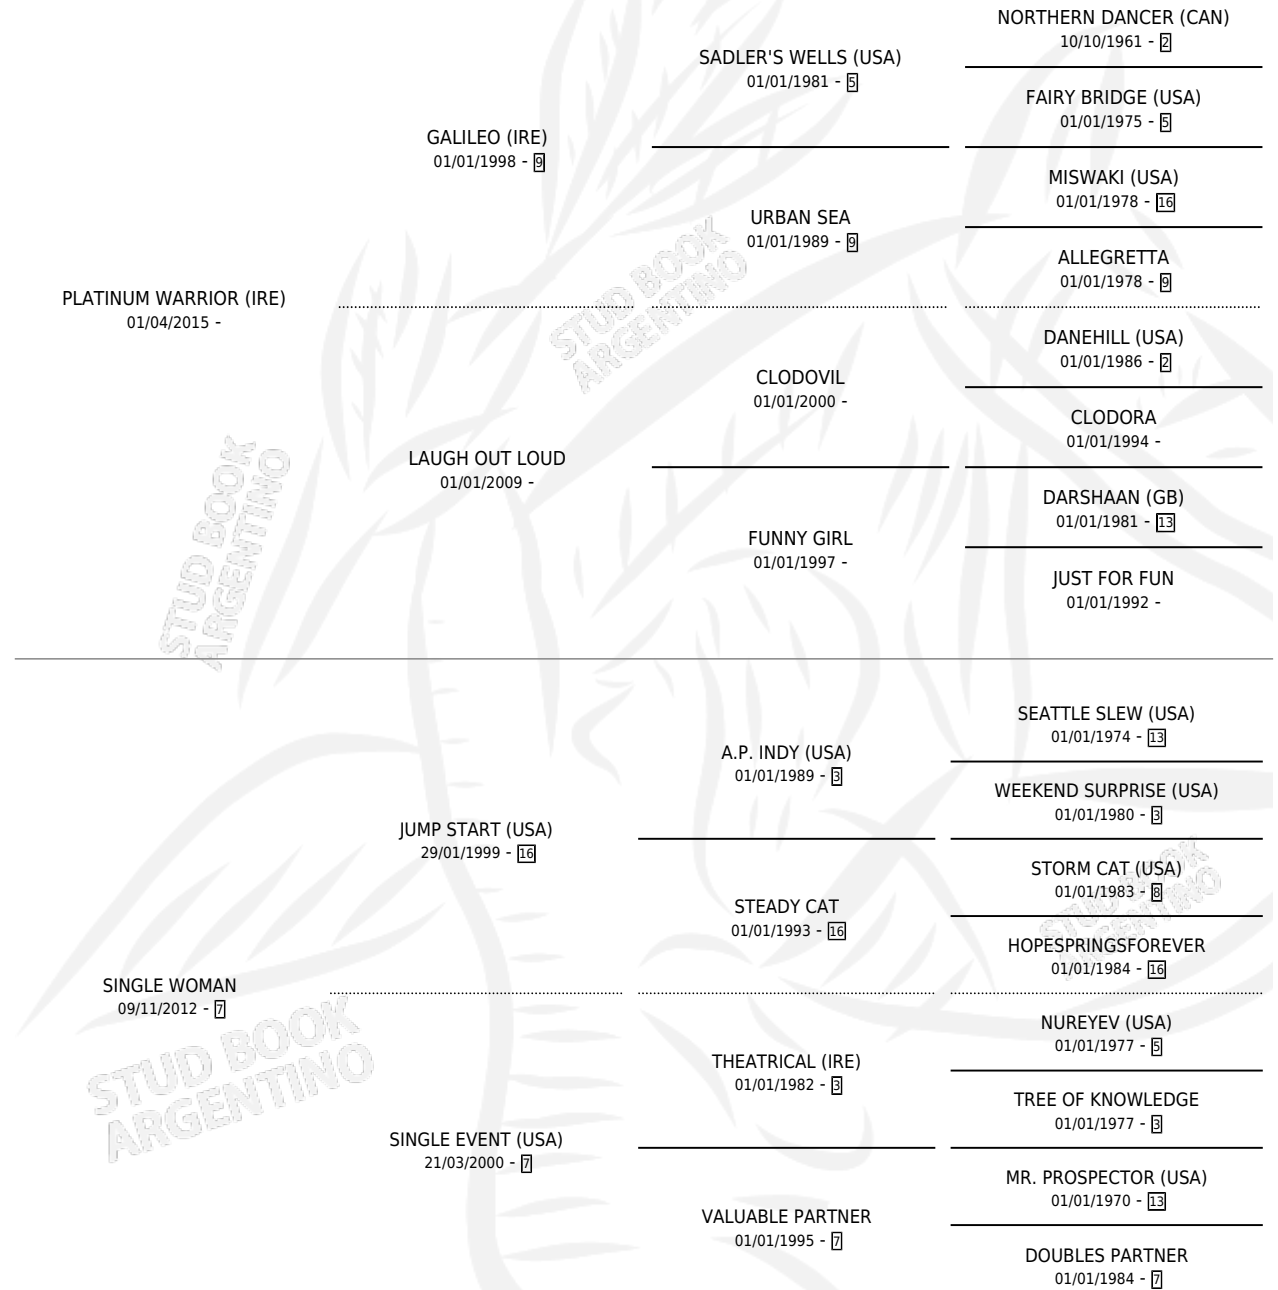 NORTHERN DANCER (CAN)
10/10/1961 - 2
SADLER'S WELLS (USA)
01/01/1981 - 5
FAIRY BRIDGE (USA)
01/01/1975 - 5
GALILEO (IRE)
01/01/1998 - 9
MISWAKI (USA)
01/01/1978 - 16
URBAN SEA
01/01/1989 - 9
ALLEGRETTA
01/01/1978 - 9
PLATINUM WARRIOR (IRE)
01/04/2015 -
DANEHILL (USA)
01/01/1986 - 2
CLODOVIL
01/01/2000 -
CLODORA
01/01/1994 -
LAUGH OUT LOUD
01/01/2009 -
DARSHAAN (GB)
01/01/1981 - 13
FUNNY GIRL
01/01/1997 -
JUST FOR FUN
01/01/1992 -
SEATTLE SLEW (USA)
01/01/1974 - 13
A.P. INDY (USA)
01/01/1989 - 3
WEEKEND SURPRISE (USA)
01/01/1980 - 3
JUMP START (USA)
29/01/1999 - 16
STORM CAT (USA)
01/01/1983 - 8
STEADY CAT
01/01/1993 - 16
HOPESPRINGSFOREVER
01/01/1984 - 16
SINGLE WOMAN
09/11/2012 - 7
NUREYEV (USA)
01/01/1977 - 5
THEATRICAL (IRE)
01/01/1982 - 3
TREE OF KNOWLEDGE
01/01/1977 - 3
SINGLE EVENT (USA)
21/03/2000 - 7
MR. PROSPECTOR (USA)
01/01/1970 - 13
VALUABLE PARTNER
01/01/1995 - 7
DOUBLES PARTNER
01/01/1984 - 7
STUD BOOK
ARGENTINO
STUD BOOK
ARGENTINO
STUD BOOK
ARGENTINO
STUD BOOK
ARGENTINO